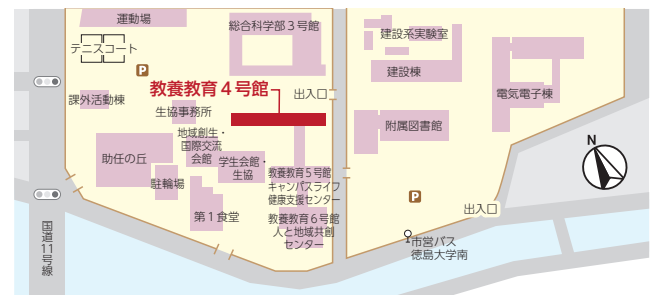 運動場
テニスコート
P
総合科学部3号館
建設系実験室
建設棟
電気電子棟
教養教育4号館
出入口
課外活動棟
生協事務所
附属図書館
地域創生・
国際交流
会館
助任の丘
学生会館・
生協
駐輪場
教養教育5号館
キャンパスライフ
健康支援センター
第1食堂
教養教育6号館
人と地域共創
センター
P
出入口
N
市営バス
徳島大学南
国道11号線